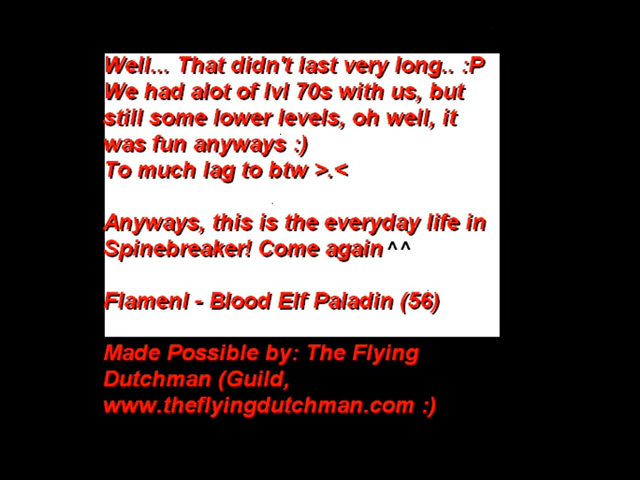 Well... That didn't last very long.. :P
We had alot of lvl 70s with us, but
still some lower levels, oh well, it
was fun anyways :)
To much lag to btw >.<
Anyways, this is the everyday life in
Spinebreaker! Come again ^^
Flamenl - Blood Elf Paladin (56)
Made Possible by: The Flying
Dutchman (Guild,
www.theflyingdutchman.com :)